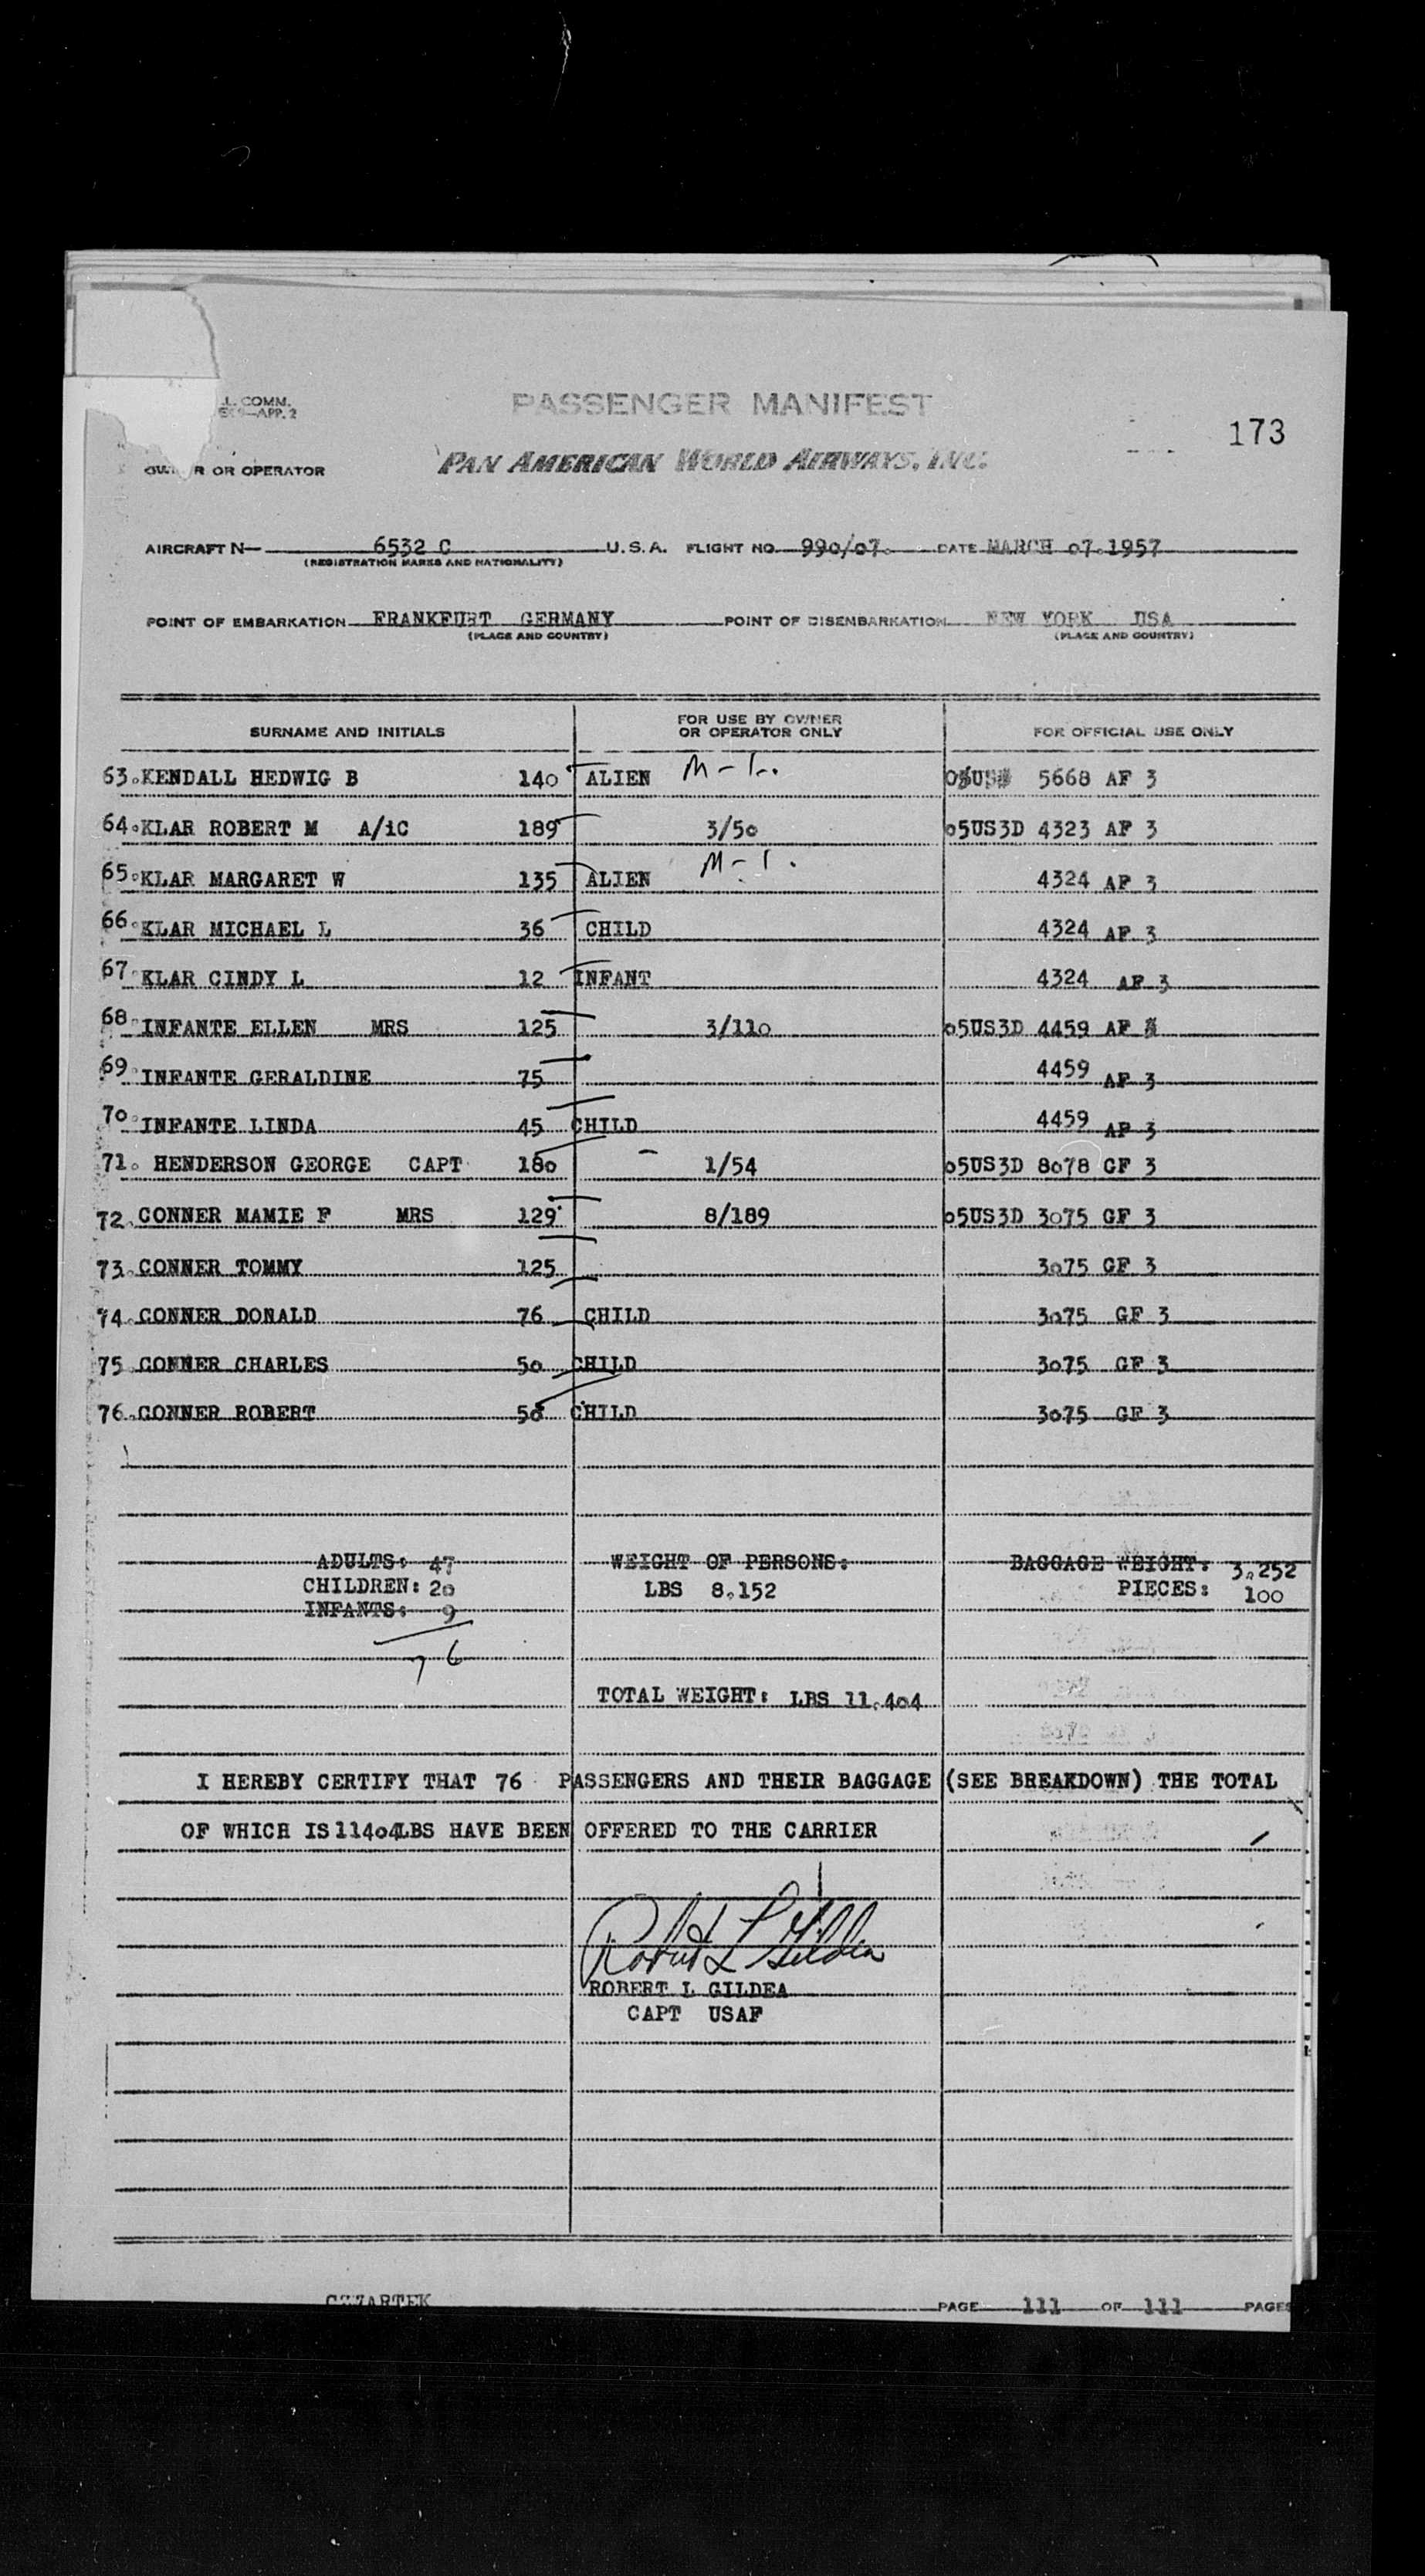 L. COMM.
—APP. 2
PASSENGER MANIFEST
173
OWNER OR OPERATOR
PAN AMERICAN WORLD AIRWAYS, INC.
AIRCRAFT N— 6532 C U.S.A. FLIGHT NO. 990/07. DATE MARCH 07.1957
(REGISTRATION MARKS AND NATIONALITY)
POINT OF EMBARKATION FRANKFURT GERMANY POINT OF DISEMBARKATION NEW YORK USA
(PLACE AND COUNTRY) (PLACE AND COUNTRY)
SURNAME AND INITIALS FOR USE BY OWNER OR OPERATOR ONLY FOR OFFICIAL USE ONLY
63. KENDALL HEDWIG B 140 ALIEN 5668 AF 3
64. KLAR ROBERT M A/1C 189 3/50 05US3D 4323 AF 3
65. KLAR MARGARET W 135 ALIEN 4324 AF 3
66. KLAR MICHAEL L 36 CHILD 4324 AF 3
67 KLAR CINDY L 12 INFANT 4324 AF 3
68 INFANTE ELLEN MRS 125 3/110 05US3D 4459 AF 3
69 INFANTE GERALDINE 75 4459 AF 3
70. INFANTE LINDA 45 CHILD 4459 AF 3
71. HENDERSON GEORGE CAPT 180 1/54 05US3D 8078 GF 3
72. CONNER MAMIE F MRS 129 8/189 05US3D 3075 GF 3
73. CONNER TOMMY 125 3075 GF 3
74. CONNER DONALD 76 CHILD 3075 GF 3
75 CONNER CHARLES 50 CHILD 3075 GF 3
76. CONNER ROBERT 50 CHILD 3075 GF 3
ADULTS: 47 WEIGHT OF PERSONS: BAGGAGE WEIGHT: 3.252
CHILDREN: 20 LBS 8.152 PIECES: 100
INFANTS: 9
76
TOTAL WEIGHT: LBS 11.404
I HEREBY CERTIFY THAT 76 PASSENGERS AND THEIR BAGGAGE (SEE BREAKDOWN) THE TOTAL
OF WHICH IS 11404LBS HAVE BEEN OFFERED TO THE CARRIER
Robert L Gildea
ROBERT L GILDEA
CAPT USAF
PAGE 111 OF 111 PAGES